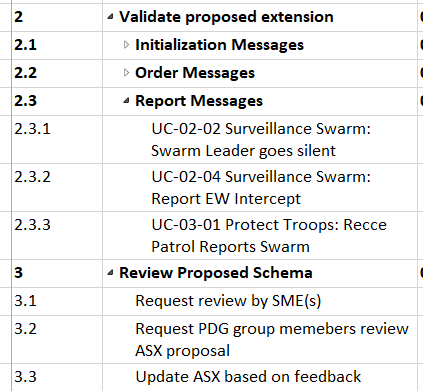 2 Validate proposed extension
2.1 Initialization Messages
2.2 Order Messages
2.3 Report Messages
2.3.1 UC-02-02 Surveillance Swarm:
Swarm Leader goes silent
2.3.2 UC-02-04 Surveillance Swarm:
Report EW Intercept
2.3.3 UC-03-01 Protect Troops: Recce
Patrol Reports Swarm
3 Review Proposed Schema
3.1 Request review by SME(s)
3.2 Request PDG group memebers review
ASX proposal
3.3 Update ASX based on feedback